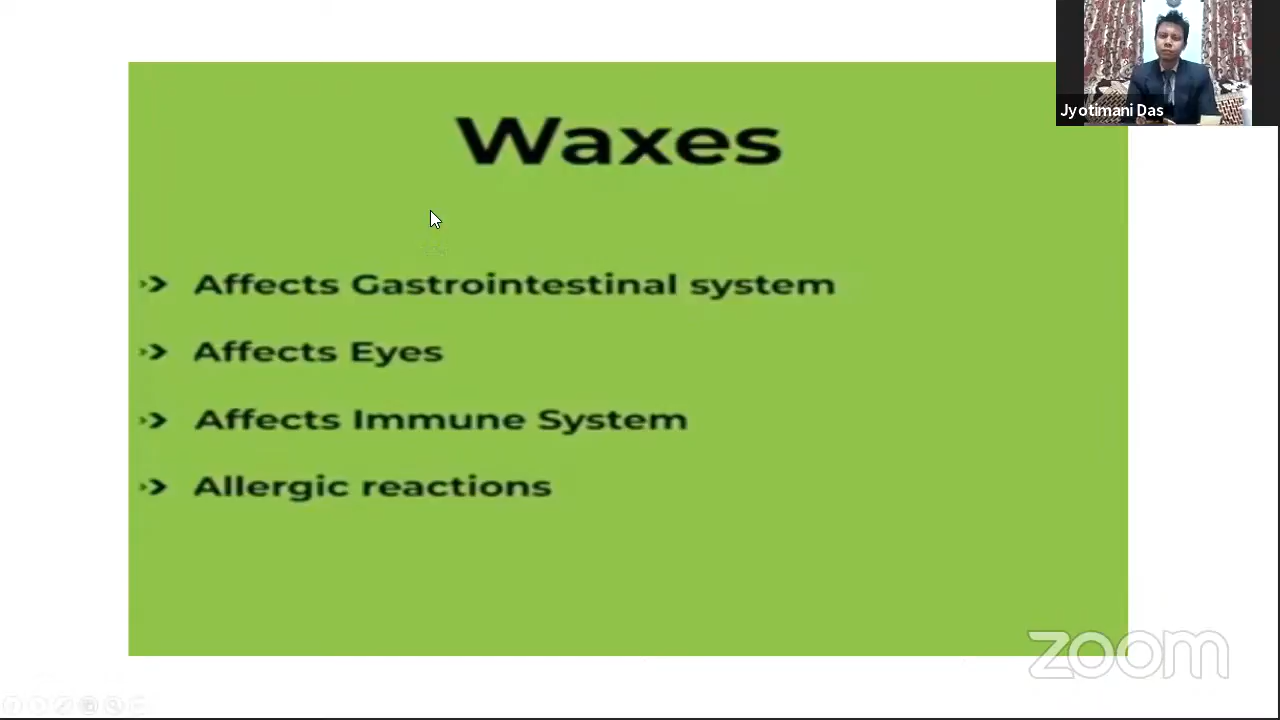 Jyotimani Das
Waxes
Affects Gastrointestinal system
Affects Eyes
Affects Immune System
Allergic reactions
zoom